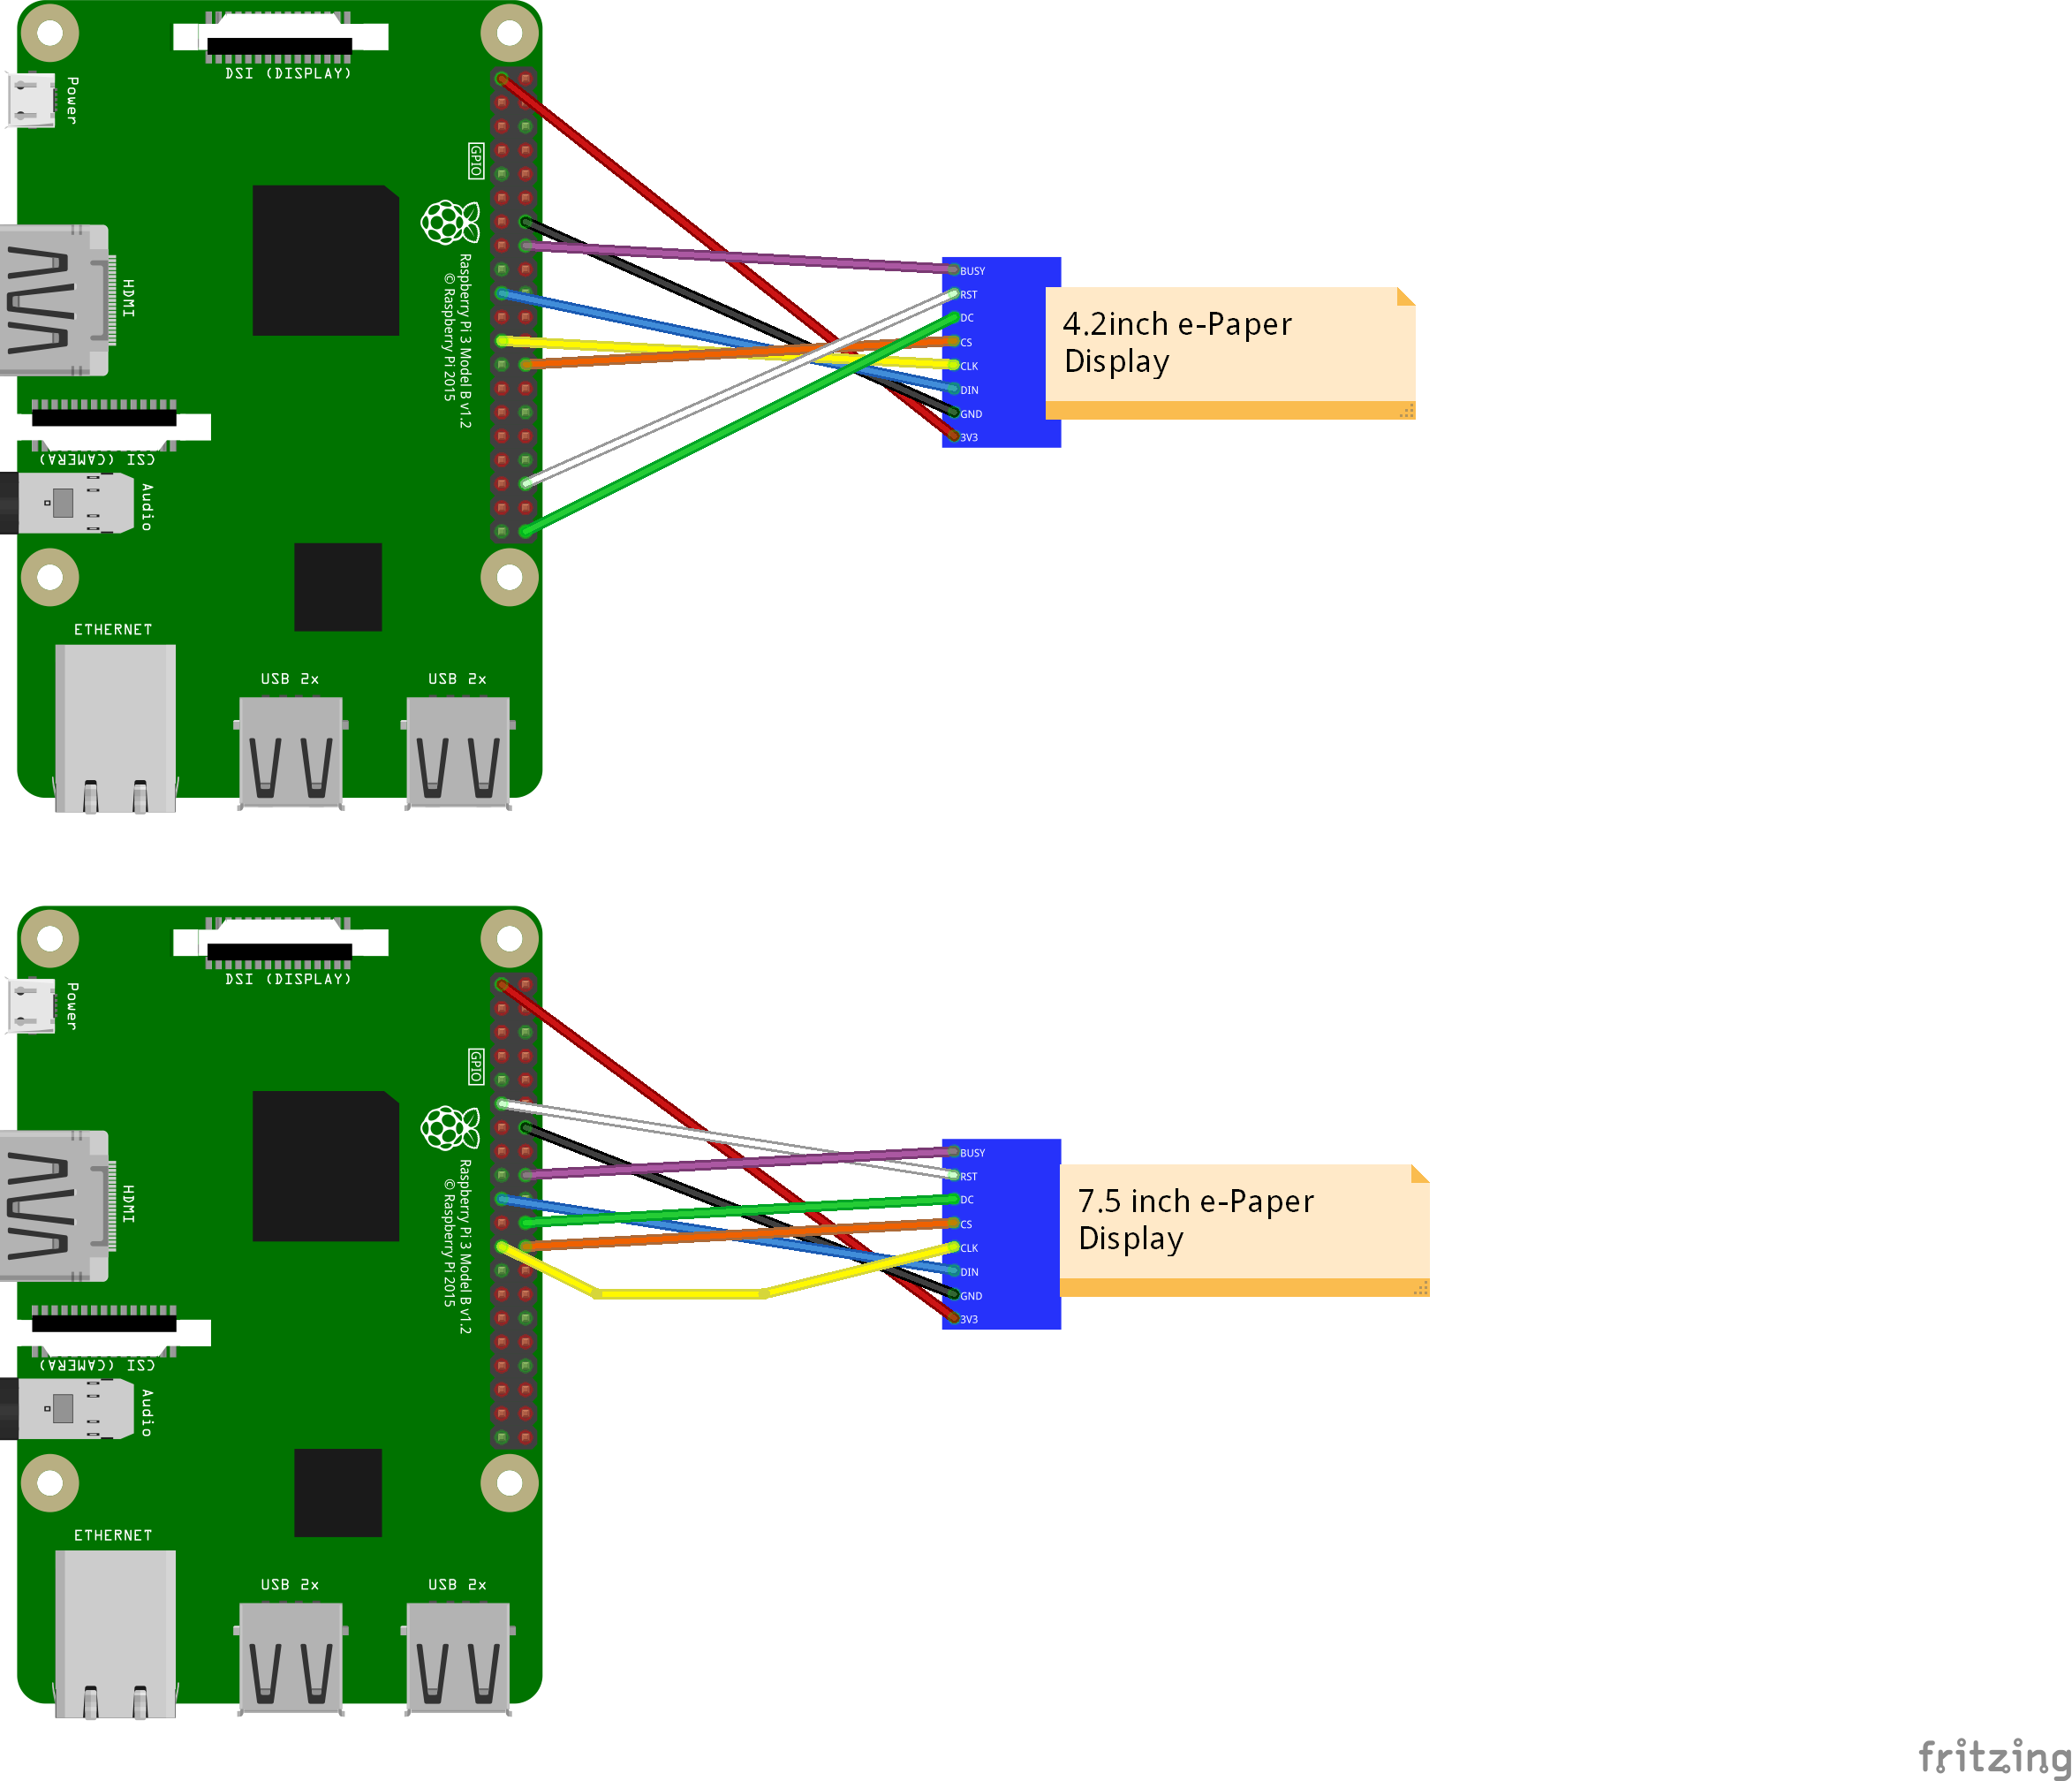 DSI (DISPLAY)
Power
GPIO
HDMI
Raspberry Pi 3 Model B v1.2
© Raspberry Pi 2015
CSI (CAMERA)
Audio
ETHERNET
USB 2x
USB 2x
BUSY
RST
DC
CS
CLK
DIN
GND
3V3
4.2inch e-Paper
Display
DSI (DISPLAY)
Power
GPIO
HDMI
Raspberry Pi 3 Model B v1.2
© Raspberry Pi 2015
CSI (CAMERA)
Audio
ETHERNET
USB 2x
USB 2x
BUSY
RST
DC
CS
CLK
DIN
GND
3V3
7.5 inch e-Paper
Display
fritzing